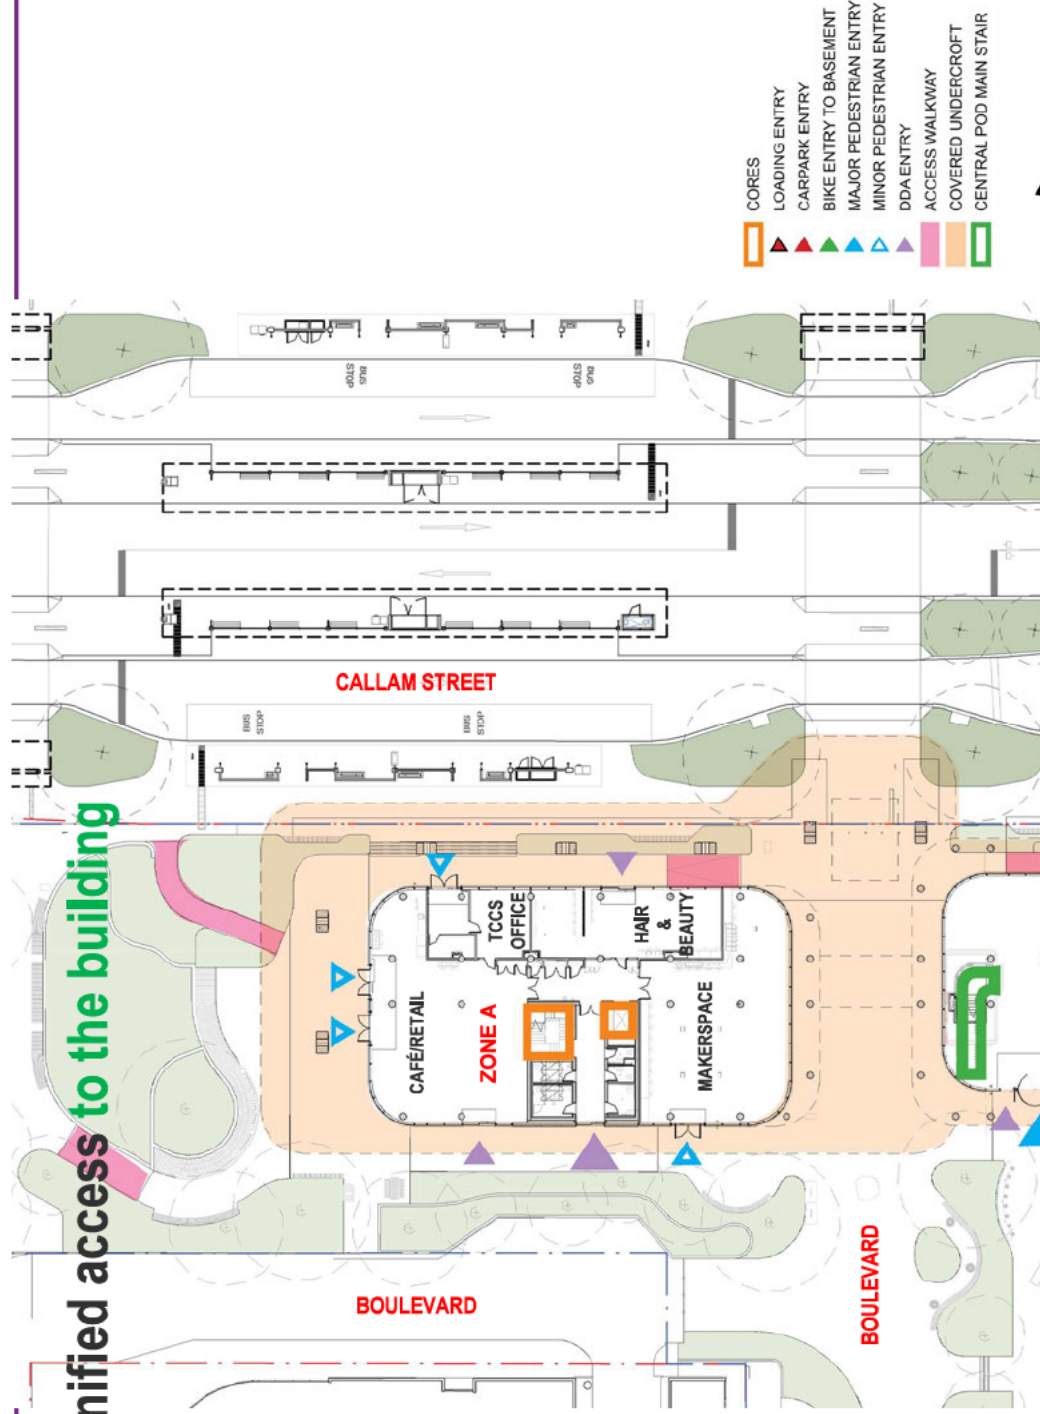 nified access to the building
CORES
LOADING ENTRY
CARPARK ENTRY
BIKE ENTRY TO BASEMENT
MAJOR PEDESTRIAN ENTRY
MINOR PEDESTRIAN ENTRY
DDA ENTRY
ACCESS WALKWAY
COVERED UNDERCROFT
CENTRAL POD MAIN STAIR
BUS
STOP
BUS
STOP
CALLAM STREET
BUS
STOP
BUS
STOP
TCCS
OFFICE
HAIR
&
BEAUTY
CAFÉ/RETAIL
ZONE A
MAKERSPACE
BOULEVARD
BOULEVARD